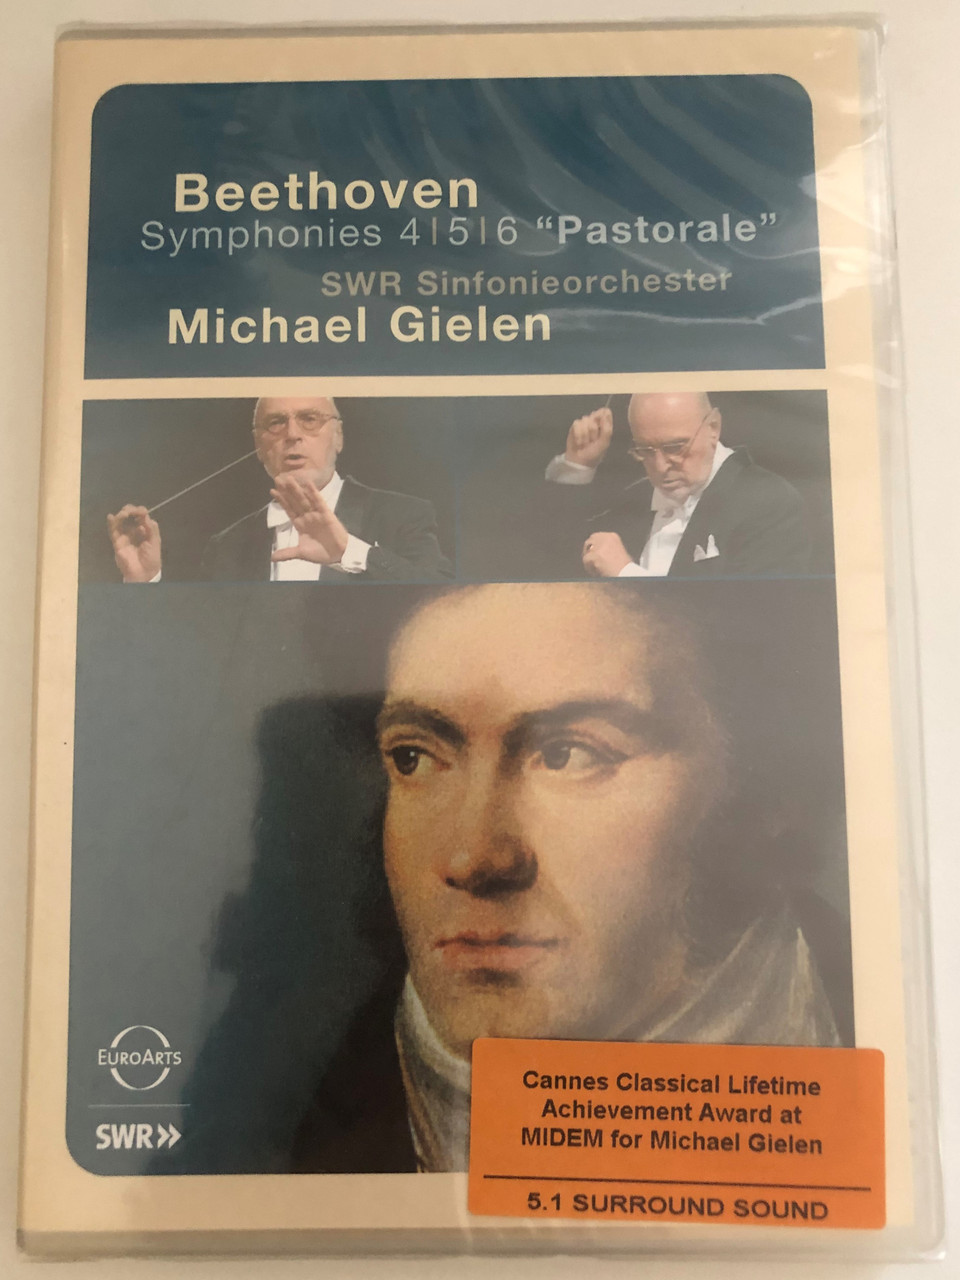 Beethoven
Symphonies 4|5|6 “Pastorale”
SWR Sinfonieorchester
Michael Gielen
EUROARTS
SWR
Cannes Classical Lifetime
Achievement Award at
MIDEM for Michael Gielen
5.1 SURROUND SOUND